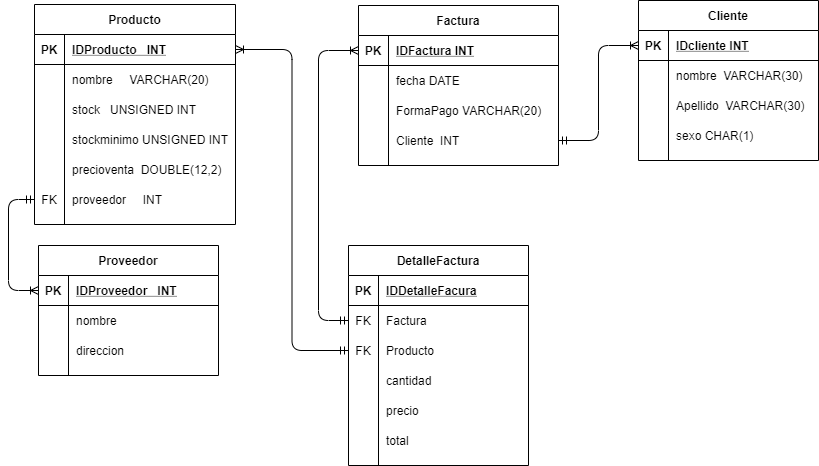 Producto
PK IDProducto INT
nombre VARCHAR(20)
stock UNSIGNED INT
stockminimo UNSIGNED INT
precioventa DOUBLE(12,2)
FK proveedor INT
Factura
PK IDFactura INT
fecha DATE
FormaPago VARCHAR(20)
Cliente INT
Cliente
PK IDcliente INT
nombre VARCHAR(30)
Apellido VARCHAR(30)
sexo CHAR(1)
Proveedor
PK IDProveedor INT
nombre
direccion
DetalleFactura
PK IDDetalleFacura
FK Factura
FK Producto
cantidad
precio
total